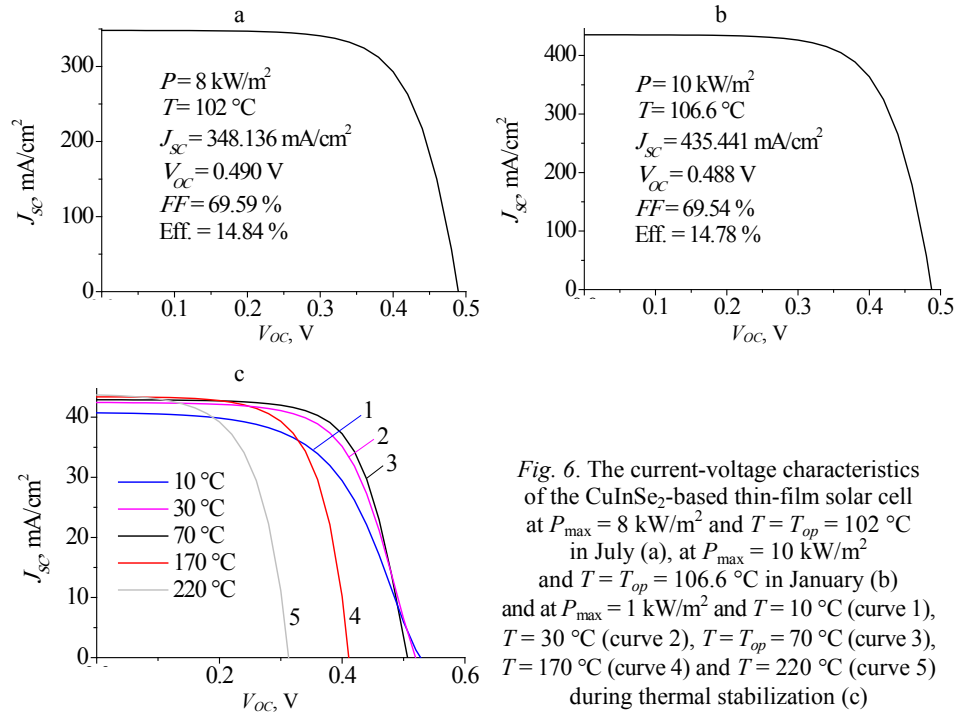 a
J_SC, mA/cm²
300
200
100
0
P = 8 kW/m²
T = 102 °C
J_SC = 348.136 mA/cm²
V_OC = 0.490 V
FF = 69.59 %
Eff. = 14.84 %
0.1 0.2 0.3 0.4 0.5
V_OC, V
b
J_SC, mA/cm²
400
300
200
100
0
P = 10 kW/m²
T = 106.6 °C
J_SC = 435.441 mA/cm²
V_OC = 0.488 V
FF = 69.54 %
Eff. = 14.78 %
0.1 0.2 0.3 0.4 0.5
V_OC, V
c
J_SC, mA/cm²
40
30
20
10
0
10 °C
30 °C
70 °C
170 °C
220 °C
1
2
3
5 4
0.2 0.4 0.6
V_OC, V
Fig. 6. The current-voltage characteristics
of the CuInSe₂-based thin-film solar cell
at P_max = 8 kW/m² and T = T_op = 102 °C
in July (a), at P_max = 10 kW/m²
and T = T_op = 106.6 °C in January (b)
and at P_max = 1 kW/m² and T = 10 °C (curve 1),
T = 30 °C (curve 2), T = T_op = 70 °C (curve 3),
T = 170 °C (curve 4) and T = 220 °C (curve 5)
during thermal stabilization (c)